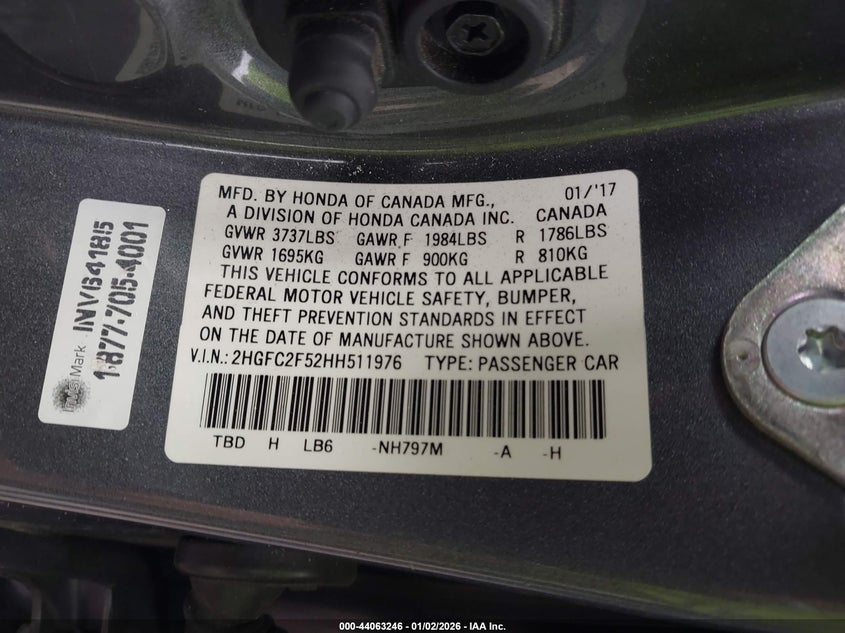 MFD. BY HONDA OF CANADA MFG., 01/'17
A DIVISION OF HONDA CANADA INC. CANADA
GVWR 3737LBS GAWR F 1984LBS R 1786LBS
GVWR 1695KG GAWR F 900KG R 810KG
THIS VEHICLE CONFORMS TO ALL APPLICABLE
FEDERAL MOTOR VEHICLE SAFETY, BUMPER,
AND THEFT PREVENTION STANDARDS IN EFFECT
ON THE DATE OF MANUFACTURE SHOWN ABOVE.
V.I.N.: 2HGFC2F52HH511976 TYPE: PASSENGER CAR
TBD H LB6 -NH797M -A -H
Mark
1-877-705-4001
000-44063246 - 01/02/2026 - IAA Inc.